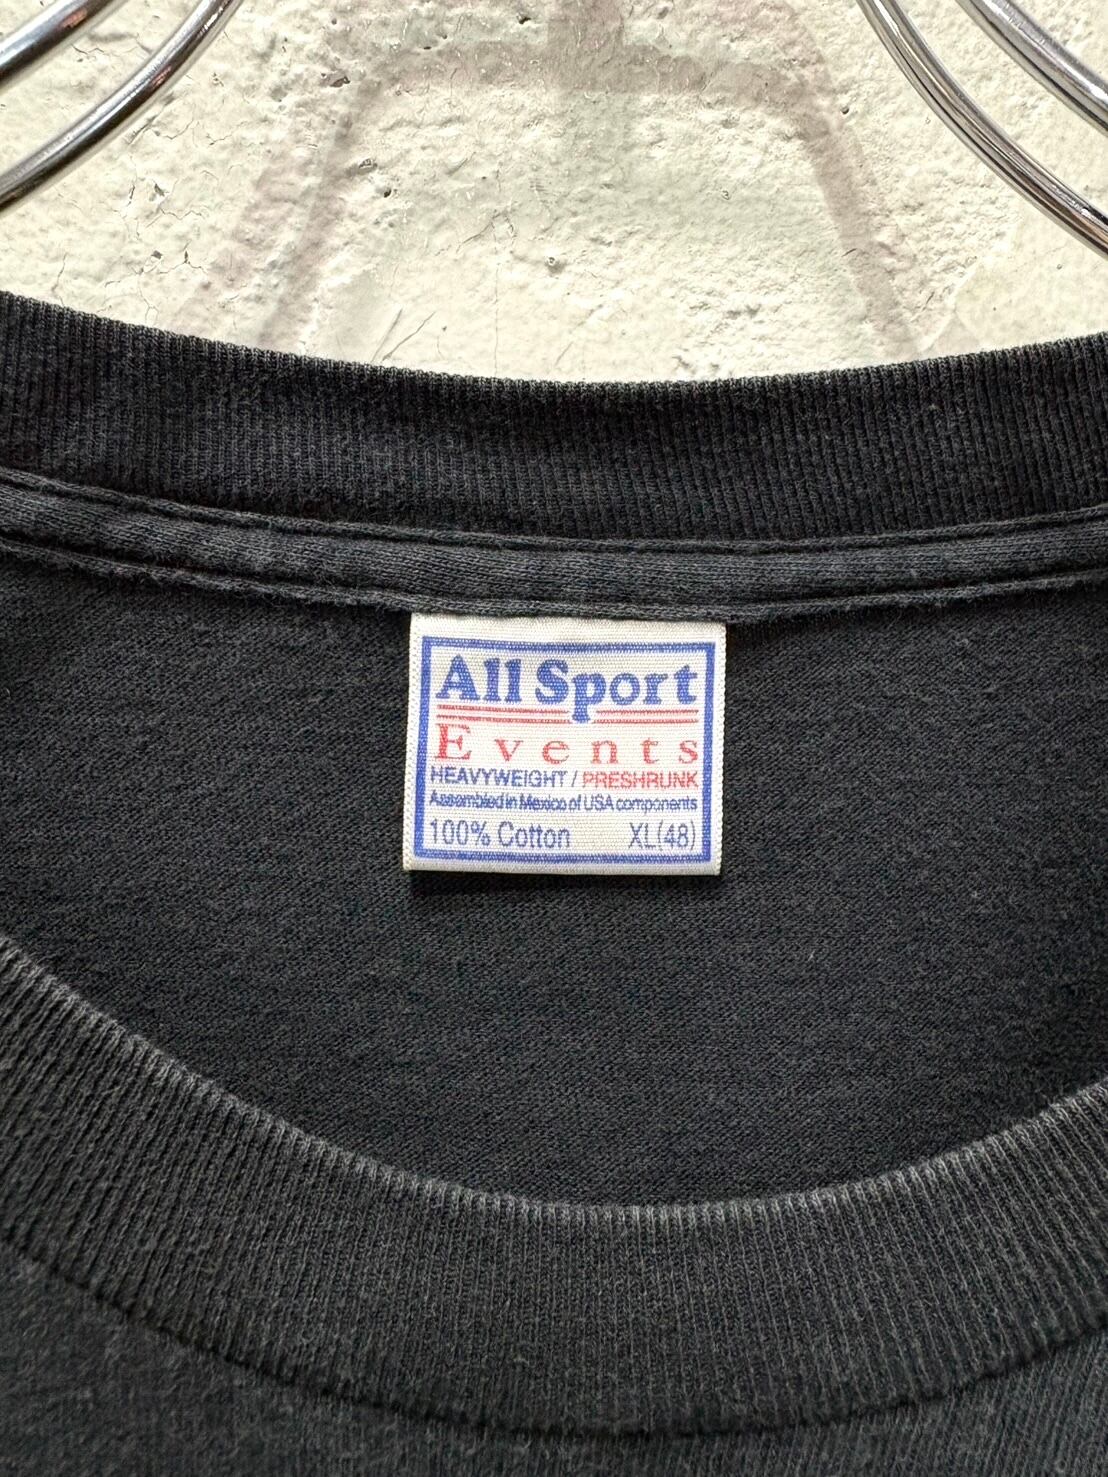 All Sport
Events
HEAVYWEIGHT / PRESHRUNK
Assembled in Mexico of USA components
100% Cotton XL(48)